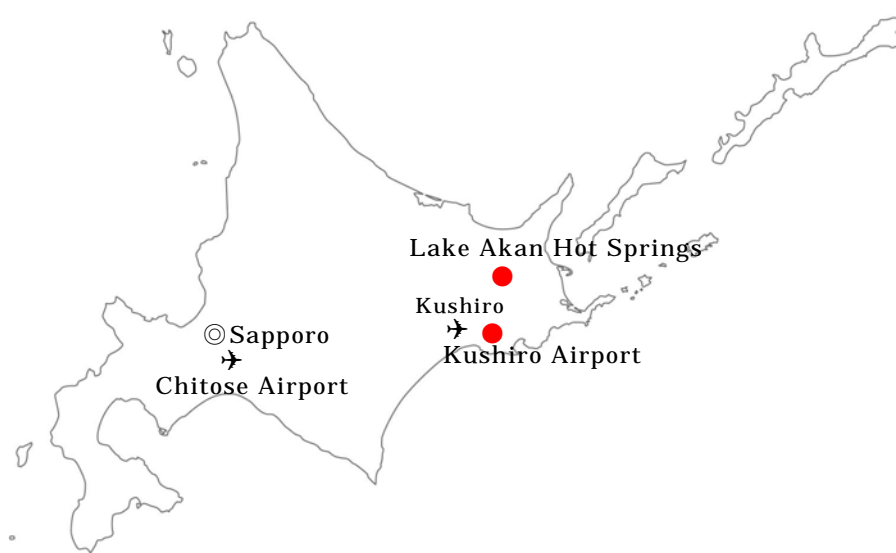 Lake Akan Hot Springs
Kushiro
Sapporo
Kushiro Airport
Chitose Airport